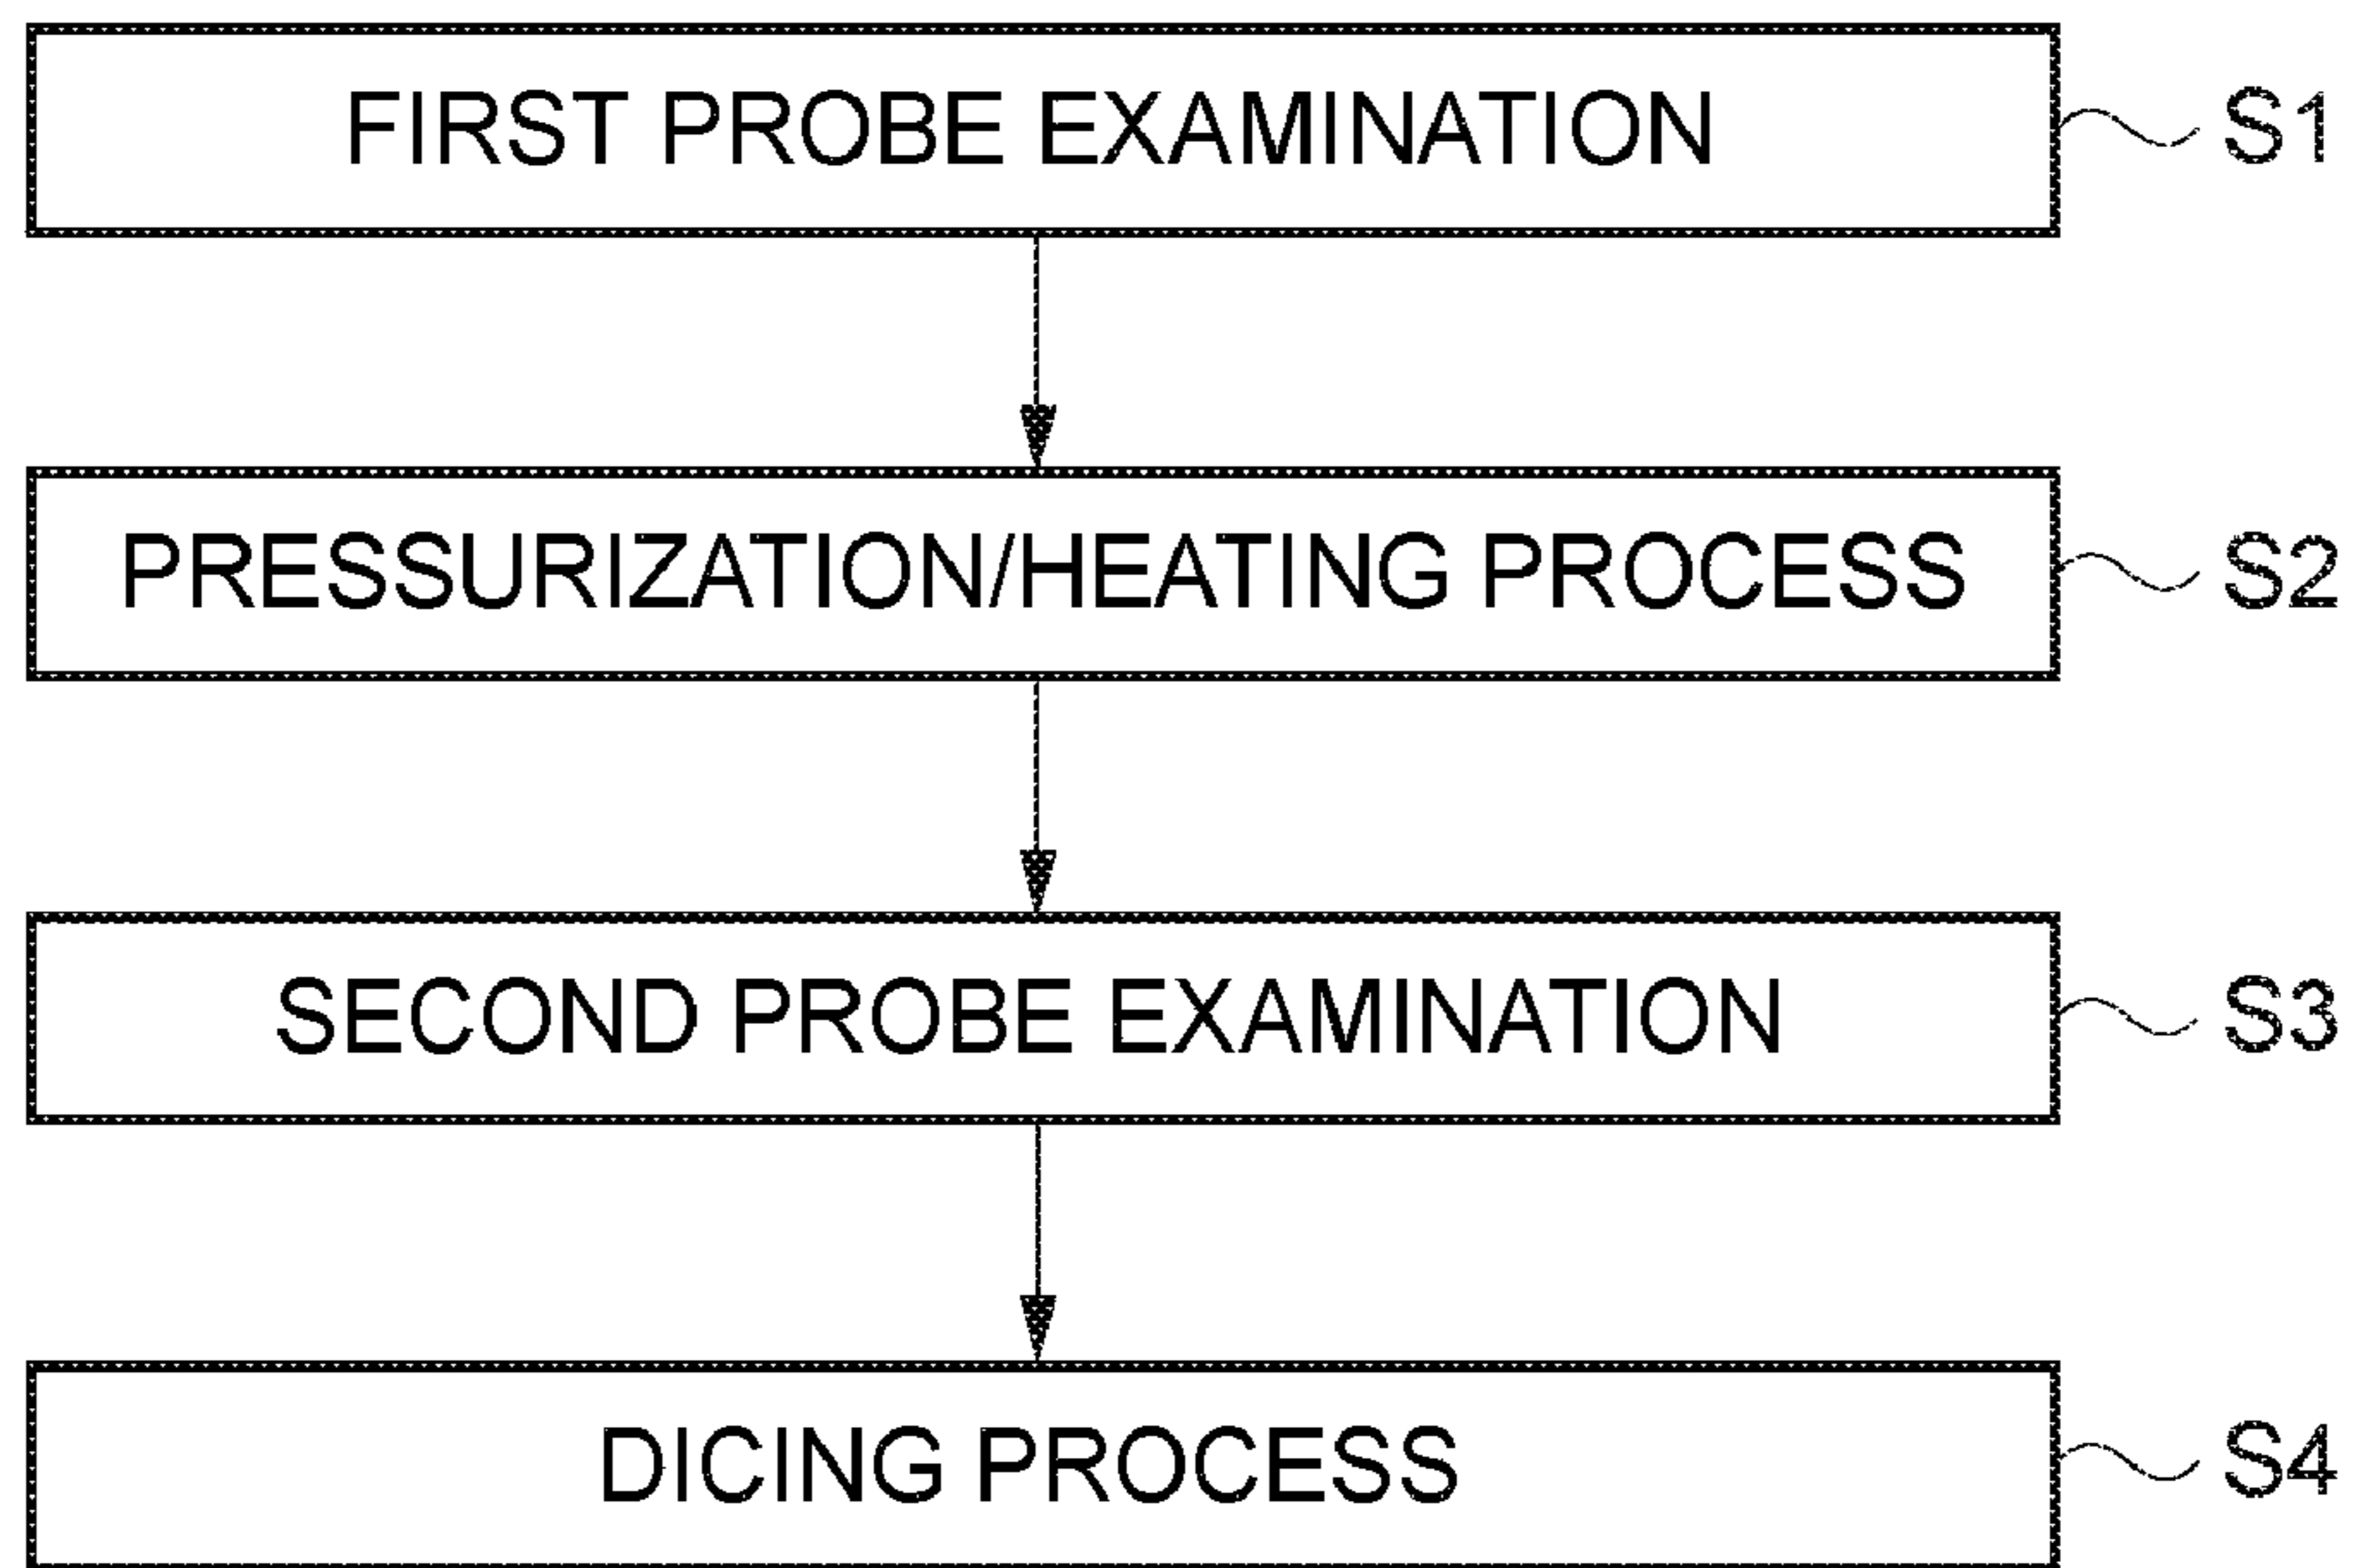 FIRST PROBE EXAMINATION S1
PRESSURIZATION/HEATING PROCESS S2
SECOND PROBE EXAMINATION S3
DICING PROCESS S4